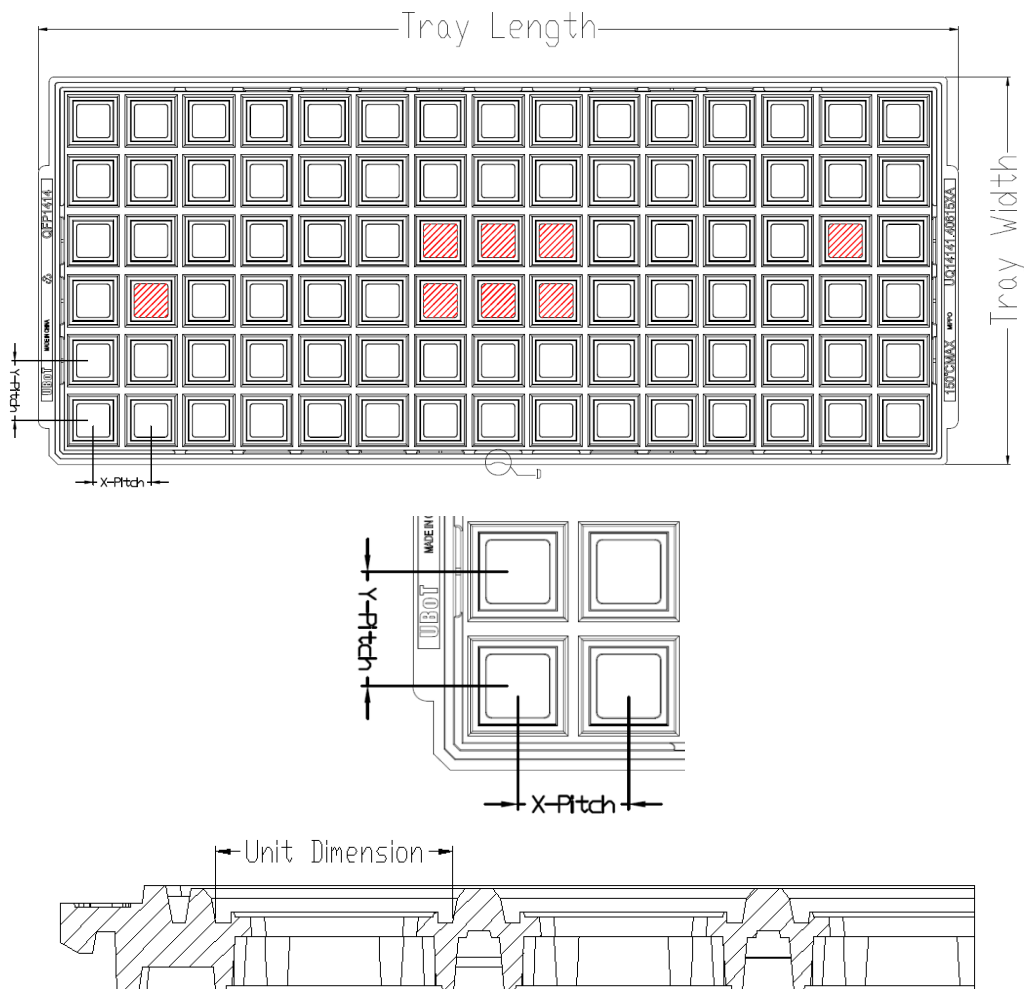 Tray Length
Tray Width
QFP1414
MADE IN CHINA
UBoT
UQ14141.40615XA
MPPO
150°CMAX
Y-Pitch
X-Pitch
D
MADE IN C
UBoT
Y-Pitch
X-Pitch
Unit Dimension